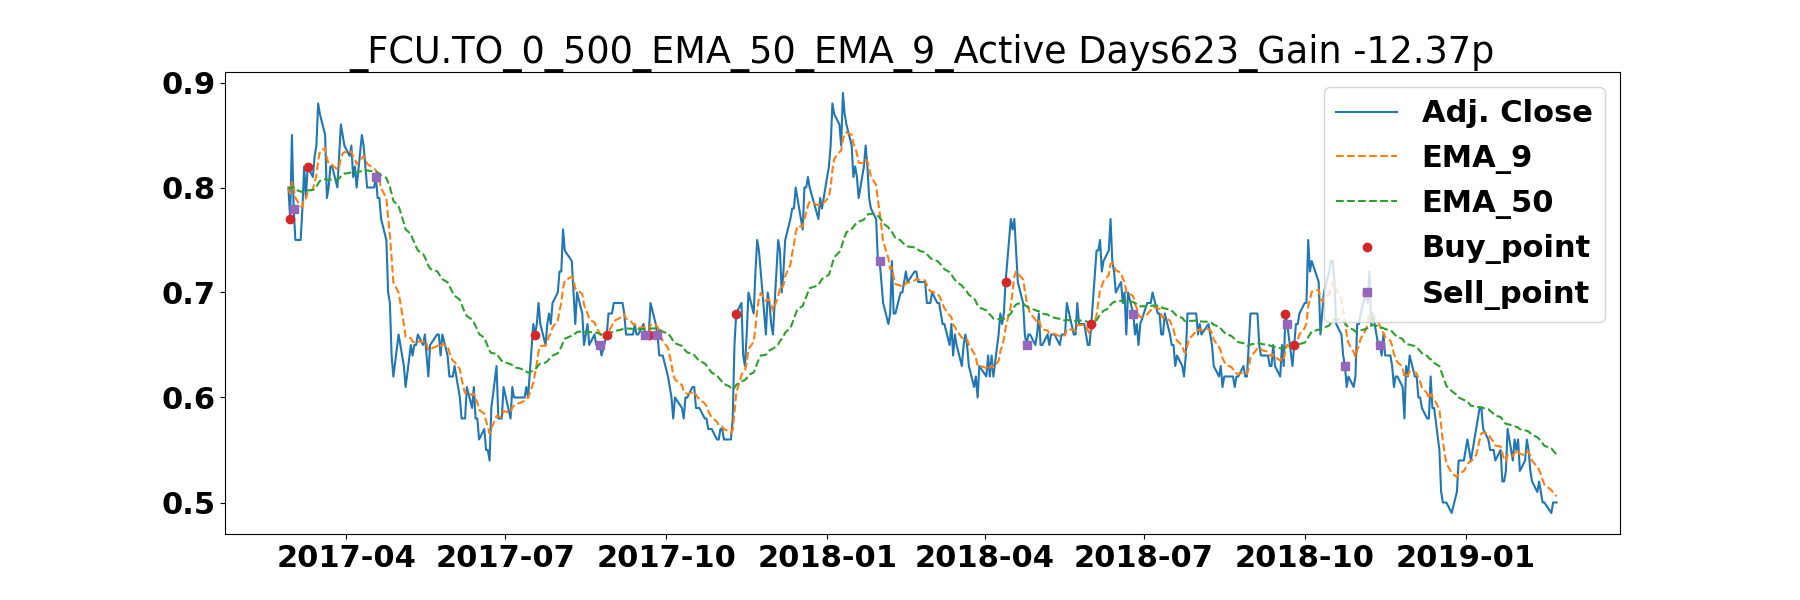 _FCU.TO_0_500_EMA_50_EMA_9_Active Days623_Gain -12.37p
0.9
0.8
0.7
0.6
0.5
Adj. Close
EMA_9
EMA_50
Buy_point
Sell_point
2017-04 2017-07 2017-10 2018-01 2018-04 2018-07 2018-10 2019-01